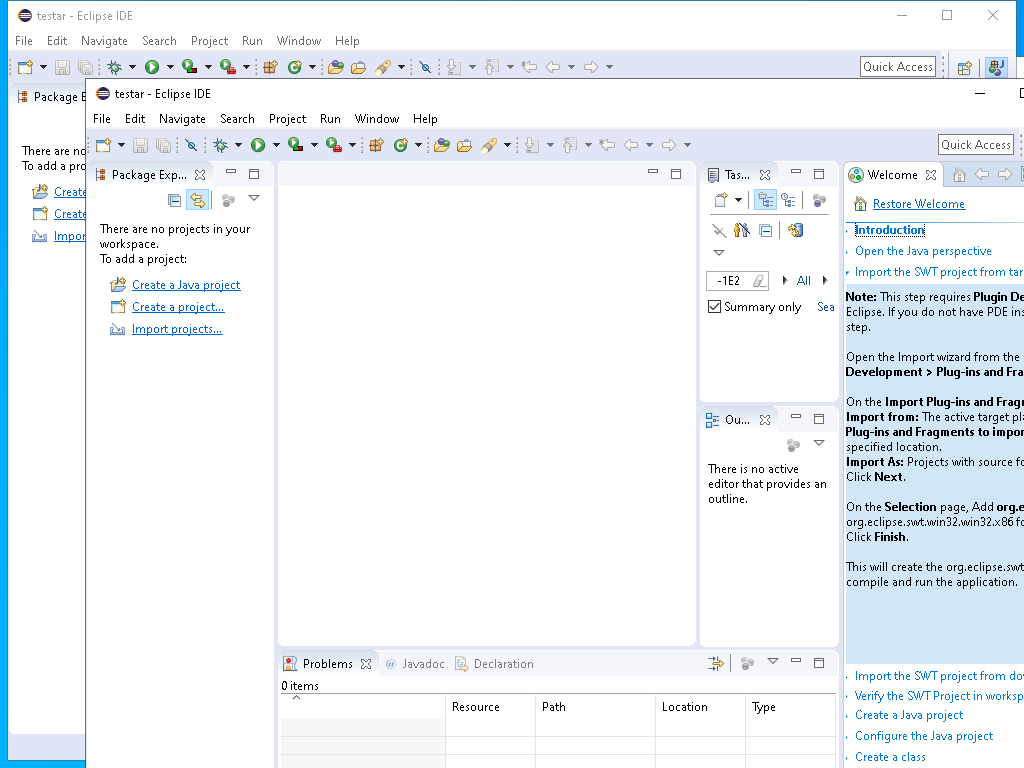 testar - Eclipse IDE
File Edit Navigate Search Project Run Window Help
Quick Access
Package E
There are no
To add a pro
Create
Create
Impor
testar - Eclipse IDE
File Edit Navigate Search Project Run Window Help
Quick Access
Package Exp...
There are no projects in your
workspace.
To add a project:
Create a Java project
Create a project...
Import projects...
Tas...
-1E2
All
Summary only
Sea
Ou...
There is no active
editor that provides an
outline.
Welcome
Restore Welcome
Introduction
Open the Java perspective
Import the SWT project from tar
Note: This step requires Plugin De
Eclipse. If you do not have PDE ins
step.
Open the Import wizard from the
Development > Plug-ins and Fra
On the Import Plug-ins and Fragm
Import from: The active target pla
Plug-ins and Fragments to impor
specified location.
Import As: Projects with source fo
Click Next.
On the Selection page, Add org.e
org.eclipse.swt.win32.win32.x86 fo
Click Finish.
This will create the org.eclipse.swt
compile and run the application.
Import the SWT project from dov
Verify the SWT Project in worksp
Create a Java project
Configure the Java project
Create a class
Problems
@ Javadoc
Declaration
0 items
Resource Path Location Type